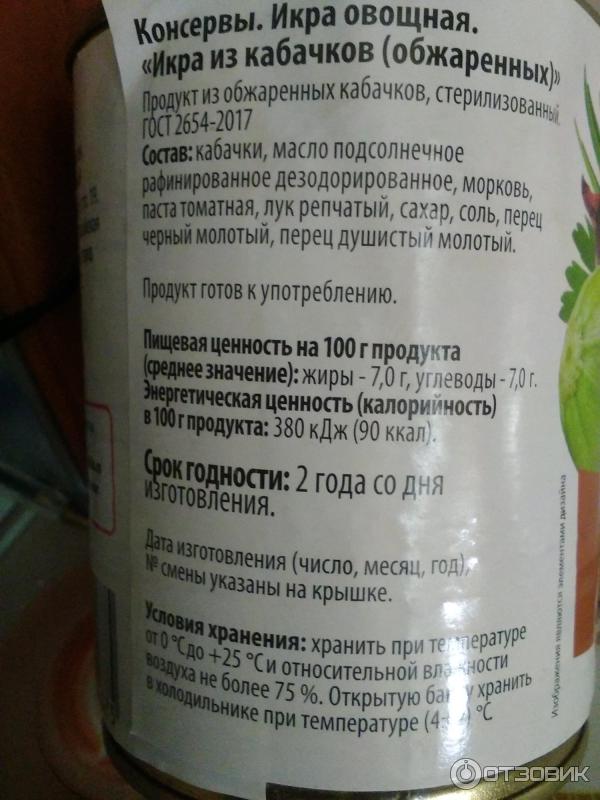 Консервы. Икра овощная.
«Икра из кабачков (обжаренных)»
Продукт из обжаренных кабачков, стерилизованный.
ГОСТ 2654-2017
Состав: кабачки, масло подсолнечное
рафинированное дезодорированное, морковь,
паста томатная, лук репчатый, сахар, соль, перец
черный молотый, перец душистый молотый.
Продукт готов к употреблению.
Пищевая ценность на 100 г продукта
(среднее значение): жиры - 7,0 г, углеводы - 7,0 г.
Энергетическая ценность (калорийность)
в 100 г продукта: 380 кДж (90 ккал).
Срок годности: 2 года со дня
изготовления.
Дата изготовления (число, месяц, год),
№ смены указаны на крышке.
Условия хранения: хранить при температуре
от 0 °С до +25 °С и относительной влажности
воздуха не более 75 %. Открытую банку хранить
в холодильнике при температуре °С
Изображения являются элементами дизайна
ОТЗОВИК